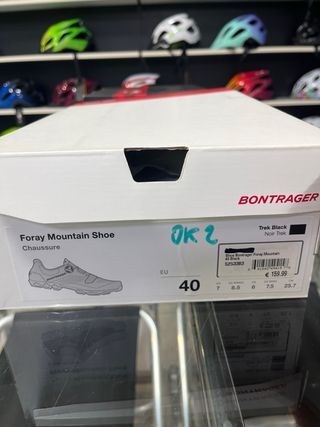 BONTRAGER
Foray Mountain Shoe
Chaussure
OK 2
Trek Black
Noir Trek
Shoe Bontrager Foray Mountain
40 Black
5253383
€ 159.99
EU
40
7
8.5
6
7.5
25.7